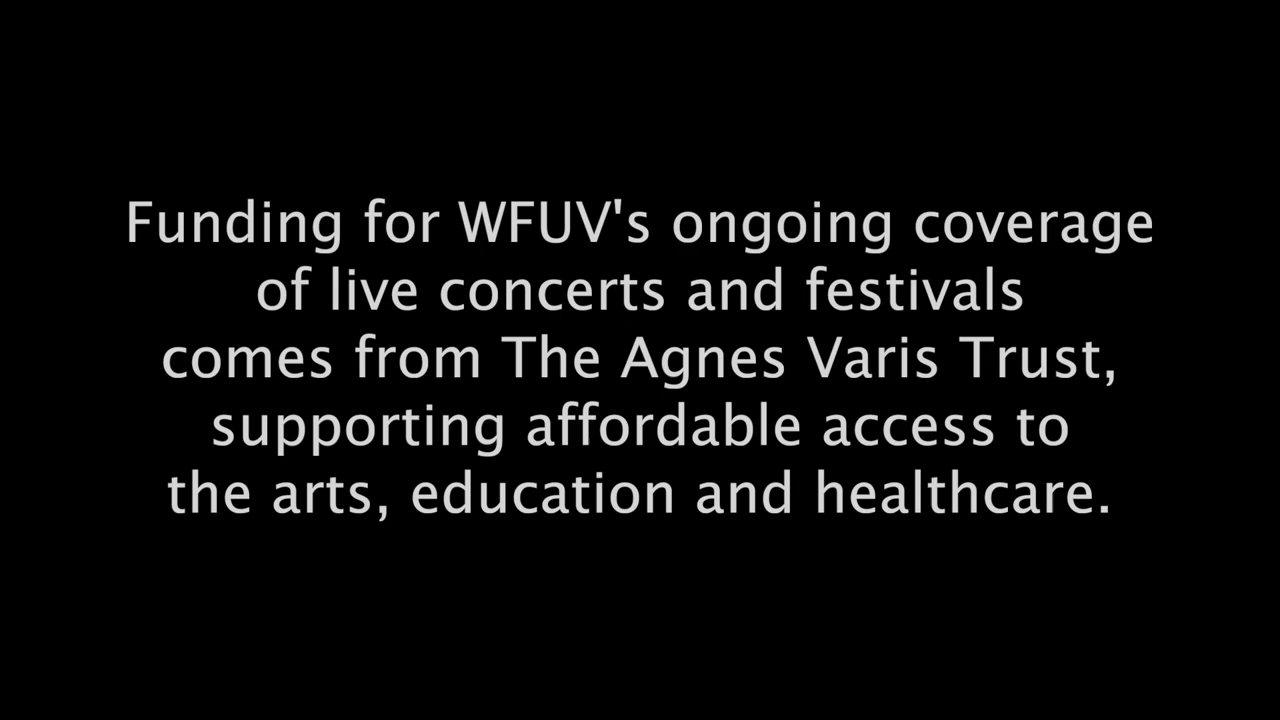 Funding for WFUV's ongoing coverage
of live concerts and festivals
comes from The Agnes Varis Trust,
supporting affordable access to
the arts, education and healthcare.